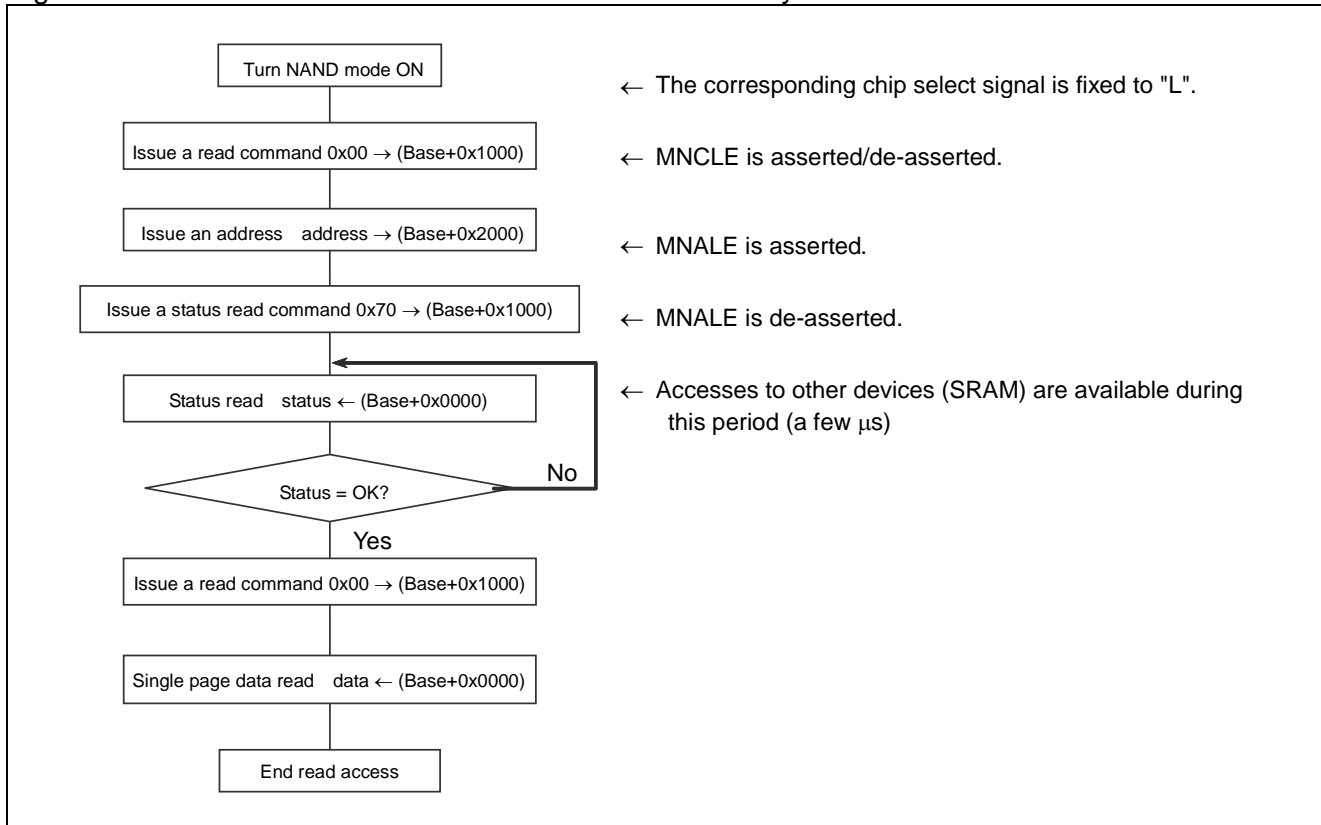 Turn NAND mode ON
← The corresponding chip select signal is fixed to "L".
Issue a read command 0x00 → (Base+0x1000)
← MNCLE is asserted/de-asserted.
Issue an address address → (Base+0x2000)
← MNALE is asserted.
Issue a status read command 0x70 → (Base+0x1000)
← MNALE is de-asserted.
Status read status ← (Base+0x0000)
← Accesses to other devices (SRAM) are available during
this period (a few μs)
No
Status = OK?
Yes
Issue a read command 0x00 → (Base+0x1000)
Single page data read data ← (Base+0x0000)
End read access